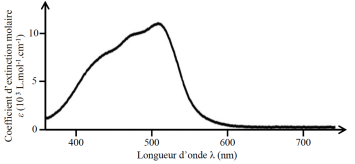 Coefficient d'extinction molaire
ε (10³ L.mol⁻¹.cm⁻¹)
10
5
0
400
500
600
700
Longueur d'onde λ (nm)